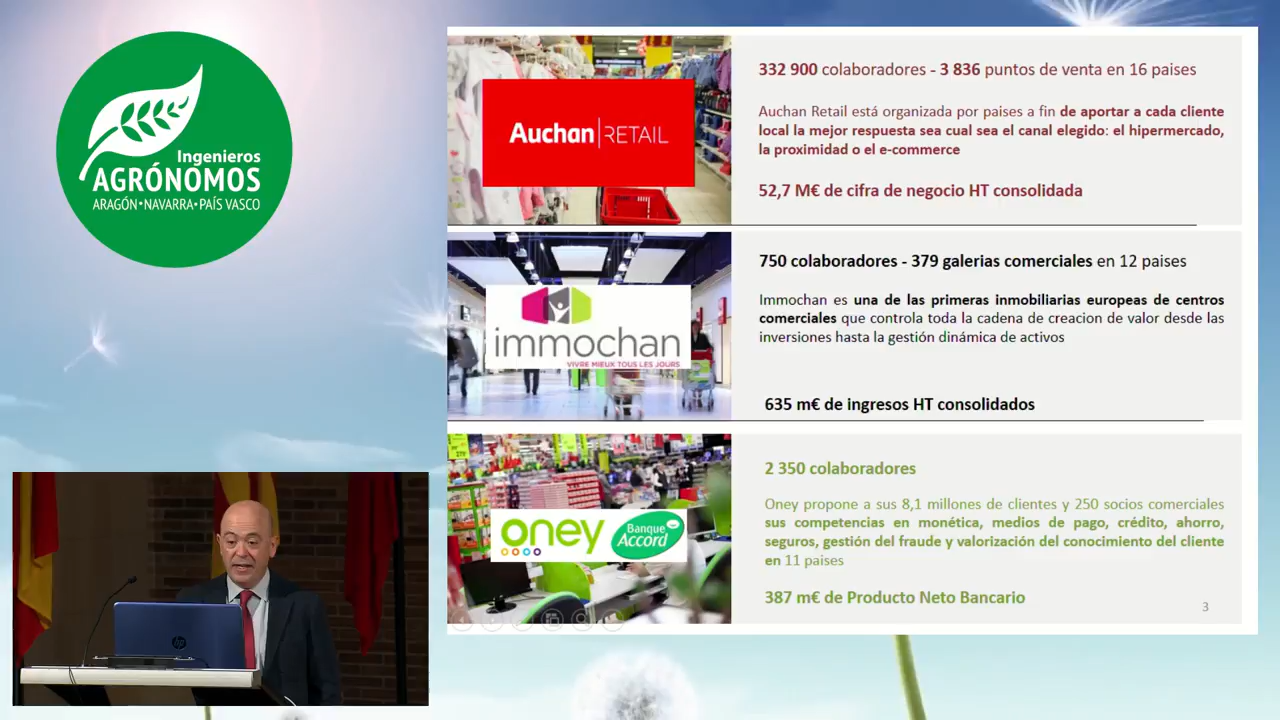 Ingenieros
AGRÓNOMOS
ARAGÓN•NAVARRA•PAÍS VASCO
Auchan RETAIL
332 900 colaboradores - 3 836 puntos de venta en 16 paises
Auchan Retail está organizada por paises a fin de aportar a cada cliente
local la mejor respuesta sea cual sea el canal elegido: el hipermercado,
la proximidad o el e-commerce
52,7 M€ de cifra de negocio HT consolidada
immochan
VIVRE MIEUX TOUS LES JOURS
750 colaboradores - 379 galerias comerciales en 12 paises
Immochan es una de las primeras inmobiliarias europeas de centros
comerciales que controla toda la cadena de creacion de valor desde las
inversiones hasta la gestión dinámica de activos
635 m€ de ingresos HT consolidados
oney
Banque
Accord
2 350 colaboradores
Oney propone a sus 8,1 millones de clientes y 250 socios comerciales
sus competencias en monética, medios de pago, crédito, ahorro,
seguros, gestión del fraude y valorización del conocimiento del cliente
en 11 paises
387 m€ de Producto Neto Bancario
3
hp